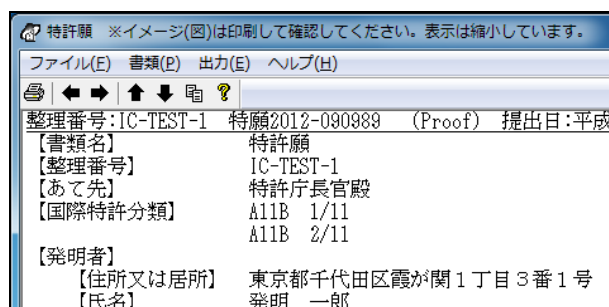 特許願 ※イメージ(図)は印刷して確認してください。表示は縮小しています。
ファイル(F) 書類(P) 出力(E) ヘルプ(H)
整理番号:IC-TEST-1 特願2012-090989 (Proof) 提出日:平成
【書類名】 特許願
【整理番号】 IC-TEST-1
【あて先】 特許庁長官殿
【国際特許分類】 A11B 1/11
A11B 2/11
【発明者】
【住所又は居所】 東京都千代田区霞が関1丁目3番1号
【氏名】 発明 一郎